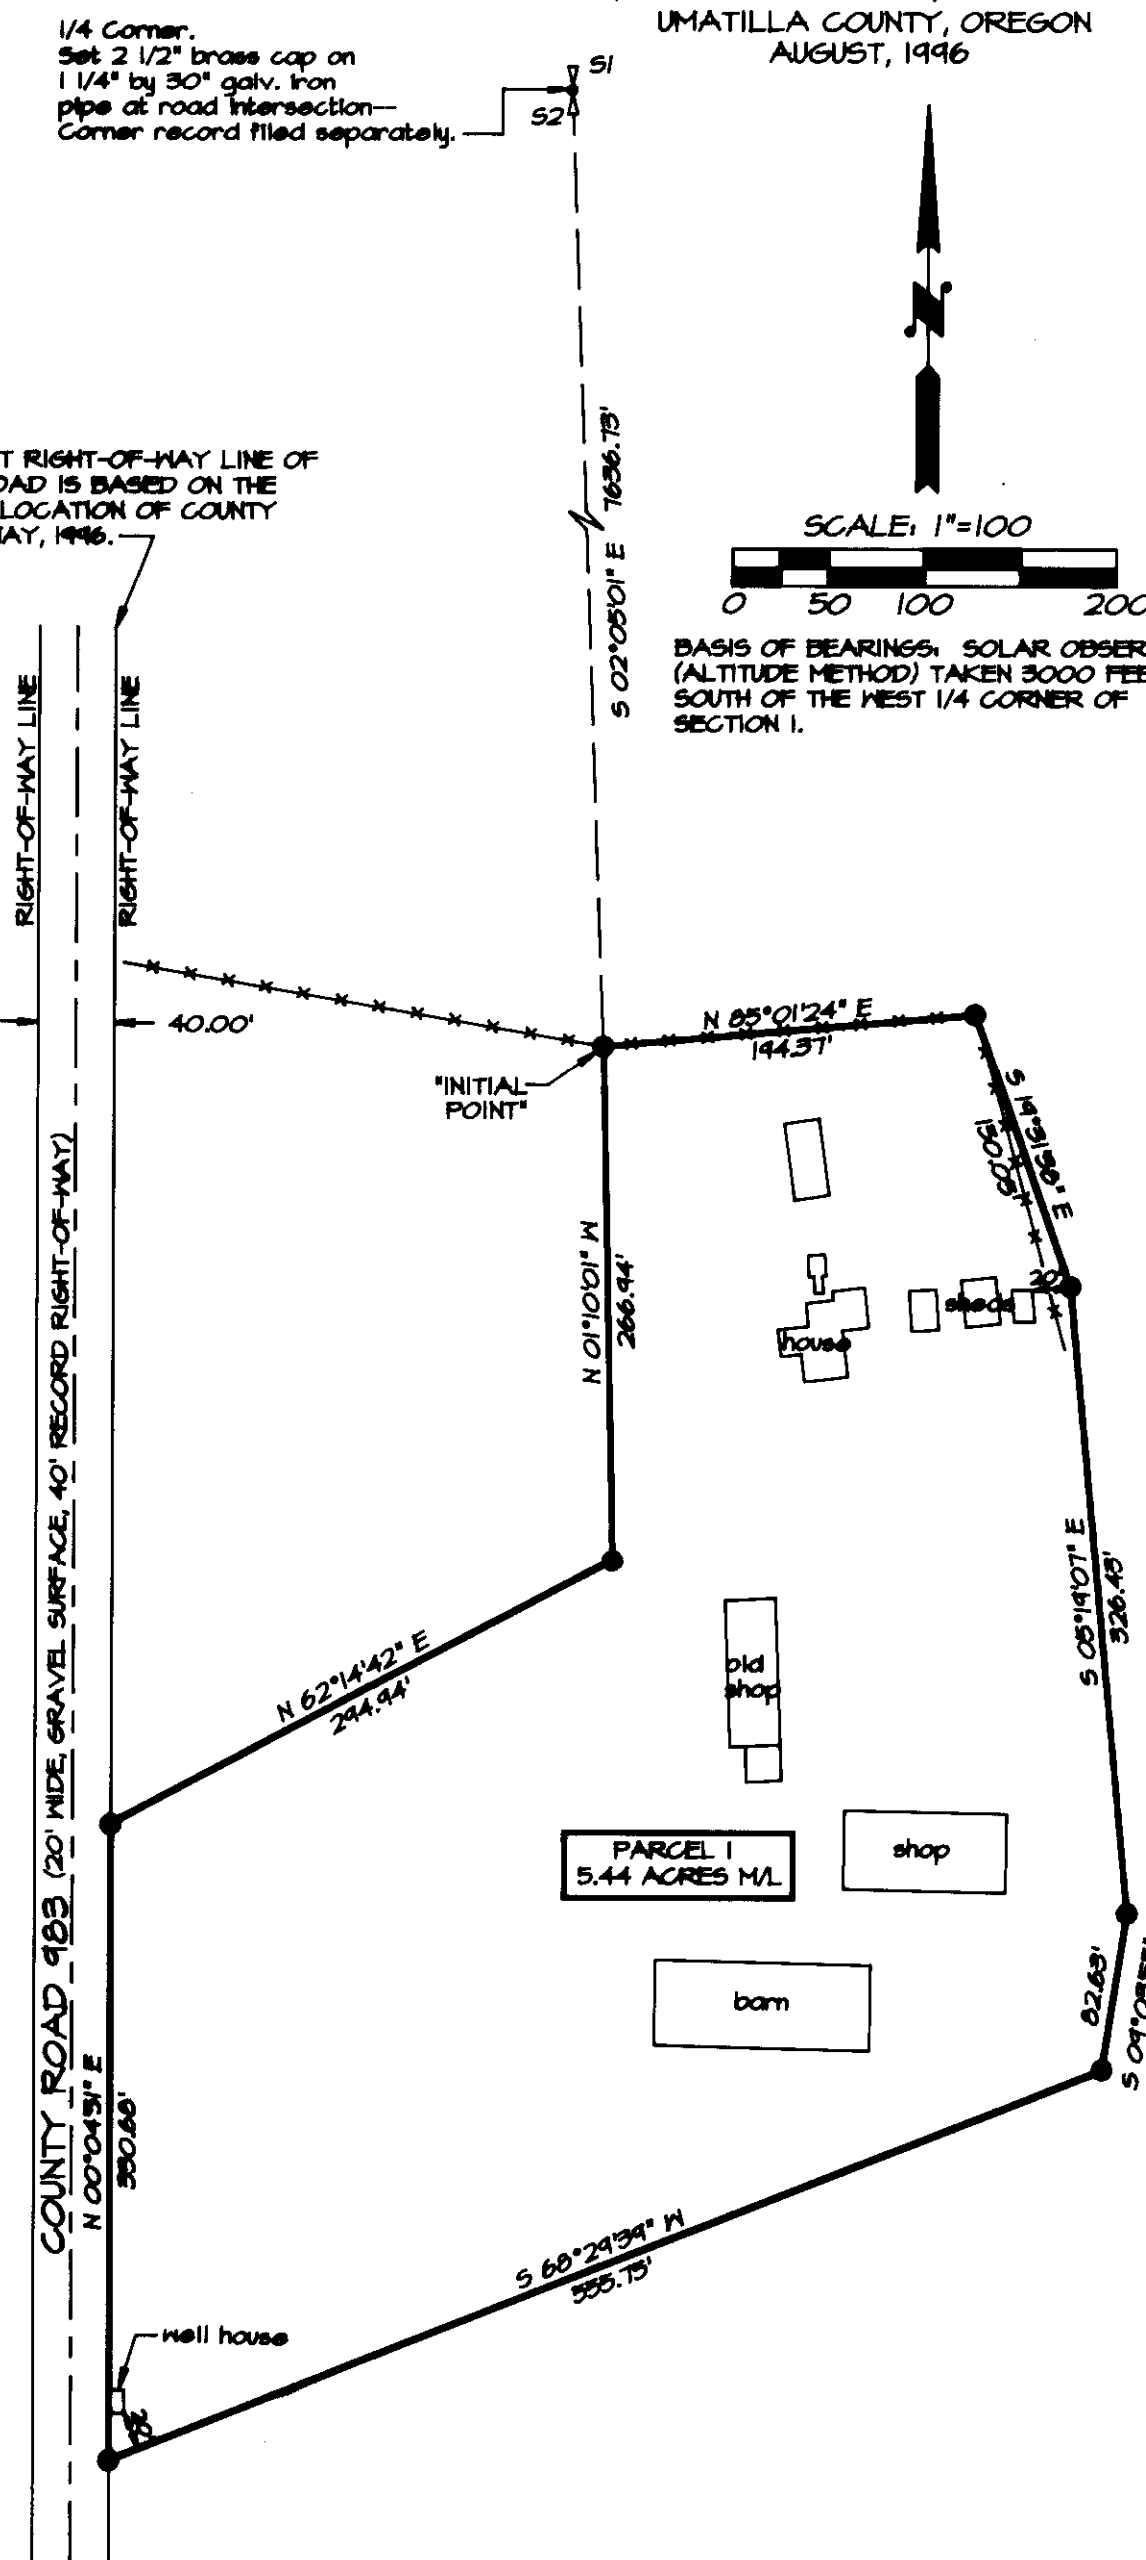 UMATILLA COUNTY, OREGON
AUGUST, 1996
1/4 Corner.
Set 2 1/2" brass cap on
1 1/4" by 30" galv. iron
pipe at road intersection--
Corner record filed separately.
S1
S2
T RIGHT-OF-WAY LINE OF
OAD IS BASED ON THE
LOCATION OF COUNTY
MAY, 1996.
7636.73'
S 02°05'01" E
SCALE: 1"=100
0 50 100 200
BASIS OF BEARINGS: SOLAR OBSER
(ALTITUDE METHOD) TAKEN 3000 FEE
SOUTH OF THE WEST 1/4 CORNER OF
SECTION 1.
RIGHT-OF-WAY LINE
RIGHT-OF-WAY LINE
40.00'
N 85°01'24" E
194.37'
"INITIAL
POINT"
S 19°31'56" E
150.05'
N 01°10'01" W
266.94'
20'
sheds
house
COUNTY ROAD 983 (20' WIDE, GRAVEL SURFACE, 40' RECORD RIGHT-OF-WAY)
S 05°19'07" E
326.45'
N 62°14'42" E
294.94'
old
shop
PARCEL 1
5.44 ACRES M/L
shop
barn
82.63'
S 09°
N 00°04'31" E
330.66'
S 68°29'39" W
555.75'
well house